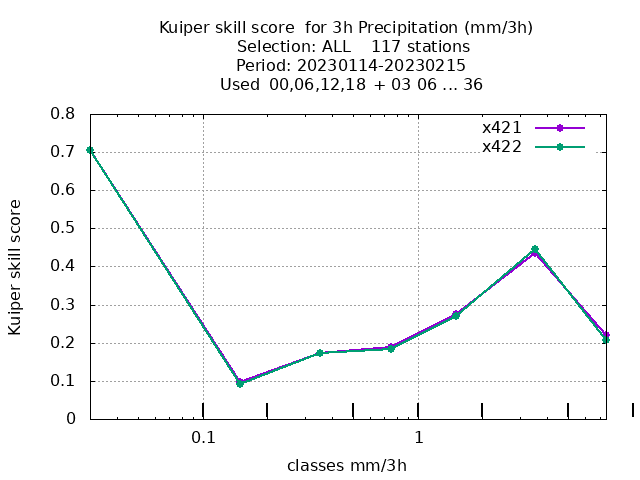 Kuiper skill score  for 3h Precipitation (mm/3h)
Selection: ALL    117 stations
Period: 20230114-20230215
Used  00,06,12,18  + 03 06 ... 36
x421
x422
0.8
0.7
0.6
0.5
0.4
0.3
0.2
0.1
0
Kuiper skill score
0.1
1
classes mm/3h